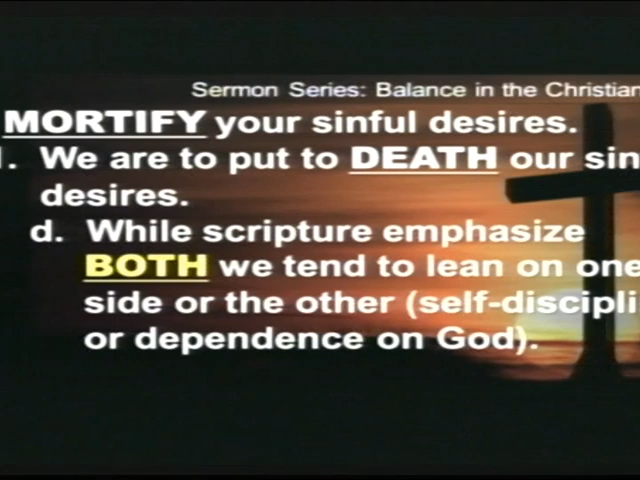 Sermon Series: Balance in the Christian
MORTIFY your sinful desires.
1. We are to put to DEATH our sin
desires.
d. While scripture emphasize
BOTH we tend to lean on one
side or the other (self-discipli
or dependence on God).